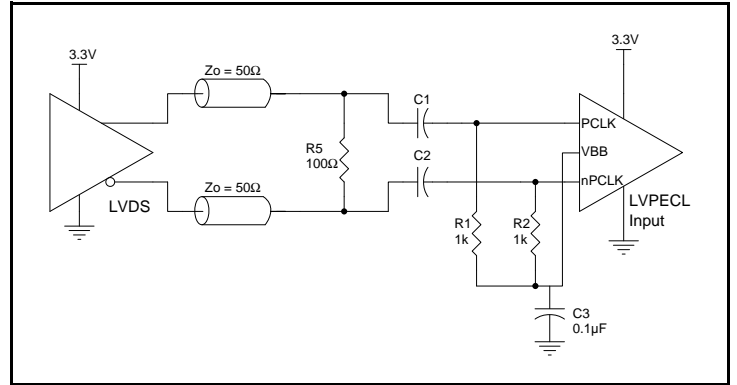 3.3V
Zo = 50Ω
LVDS
Zo = 50Ω
R5
100Ω
C1
C2
R1
1k
R2
1k
C3
0.1µF
3.3V
PCLK
VBB
nPCLK
LVPECL
Input